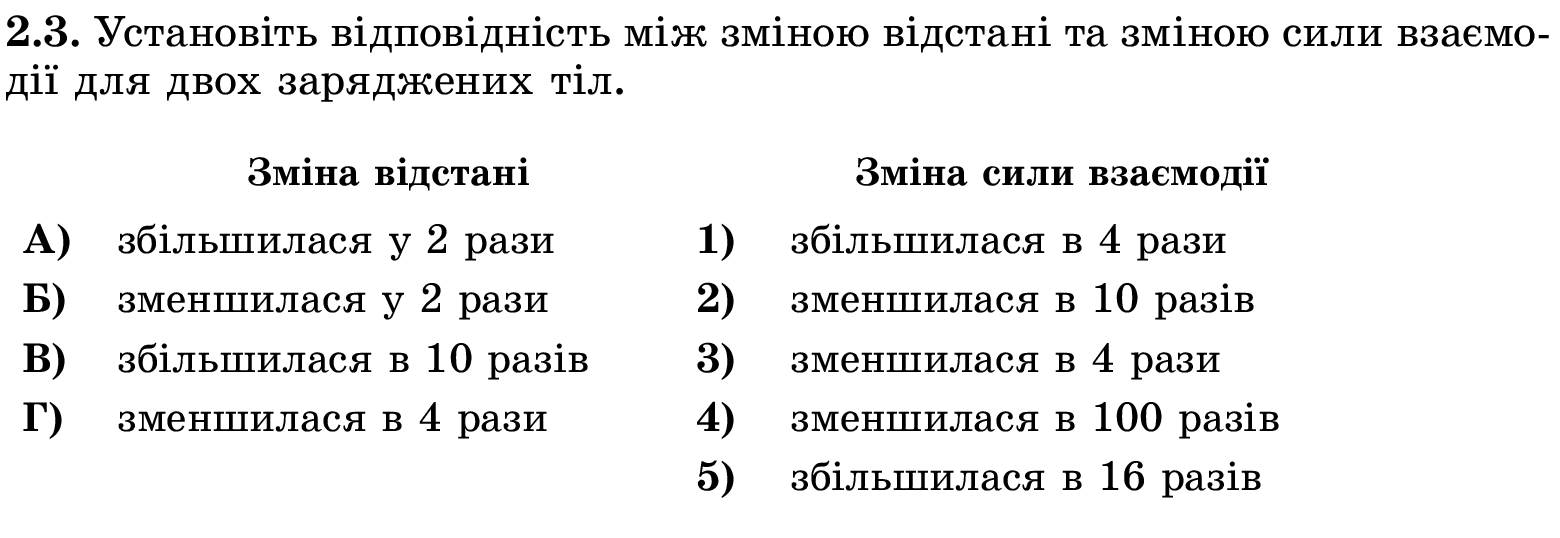 2.3. Установіть відповідність між зміною відстані та зміною сили взаємо-
дії для двох заряджених тіл.
Зміна відстані Зміна сили взаємодії
А) збільшилася у 2 рази 1) збільшилася в 4 рази
Б) зменшилася у 2 рази 2) зменшилася в 10 разів
В) збільшилася в 10 разів 3) зменшилася в 4 рази
Г) зменшилася в 4 рази 4) зменшилася в 100 разів
5) збільшилася в 16 разів